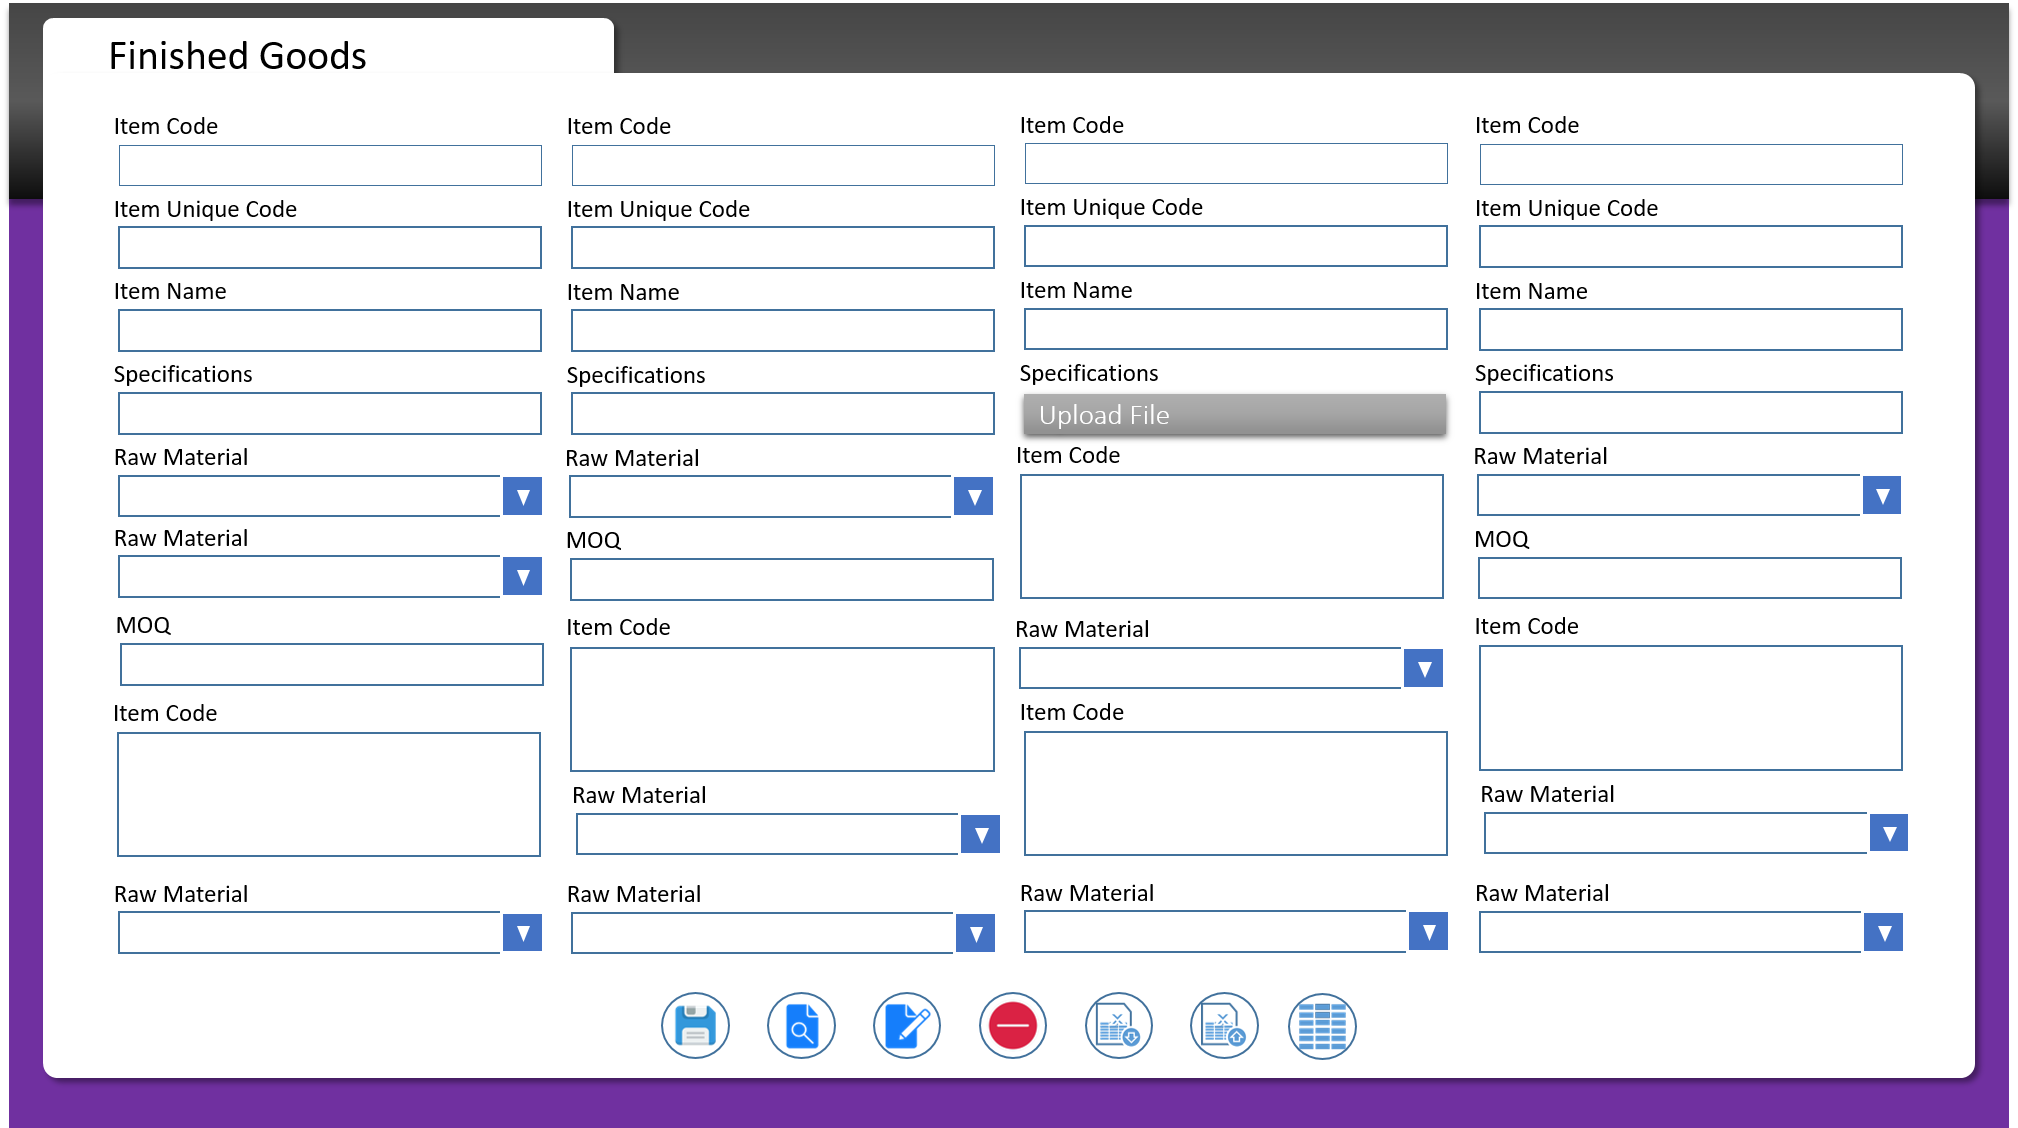 Finished Goods
Item Code
Item Unique Code
Item Name
Specifications
Raw Material
Raw Material
MOQ
Item Code
Raw Material
Item Code
Item Unique Code
Item Name
Specifications
Raw Material
MOQ
Item Code
Raw Material
Raw Material
Item Code
Item Unique Code
Item Name
Specifications
Upload File
Item Code
Raw Material
Item Code
Raw Material
Item Code
Item Unique Code
Item Name
Specifications
Raw Material
MOQ
Item Code
Raw Material
Raw Material